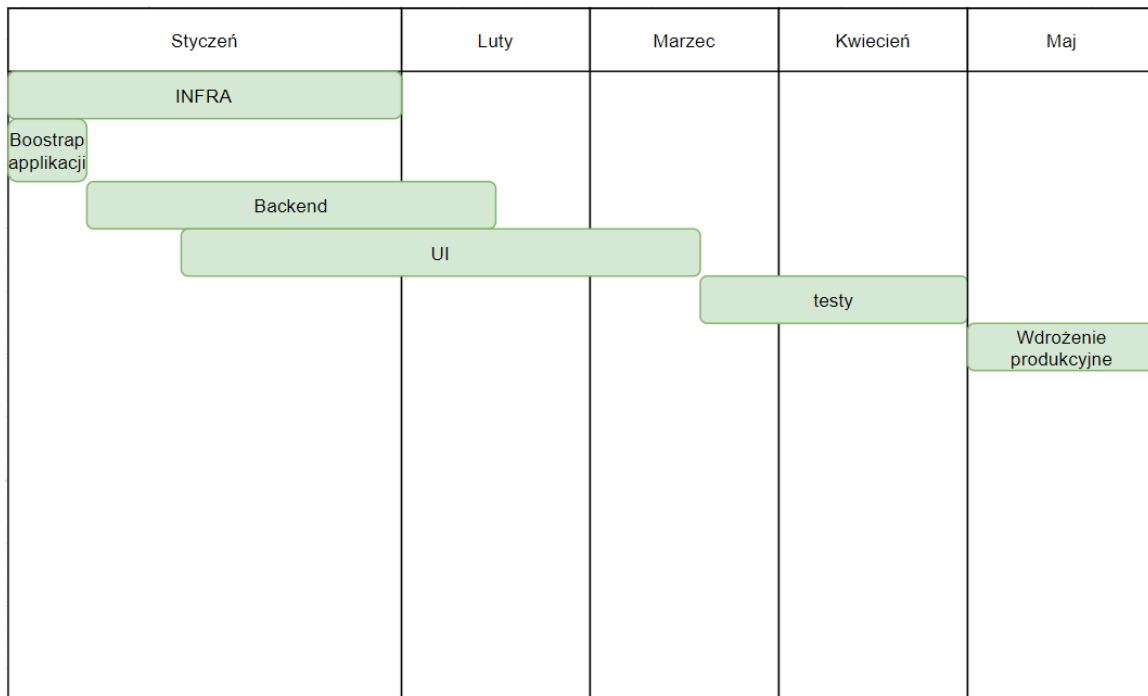 Styczeń
Luty
Marzec
Kwiecień
Maj
INFRA
Boostrap
applikacji
Backend
UI
testy
Wdrożenie
produkcyjne